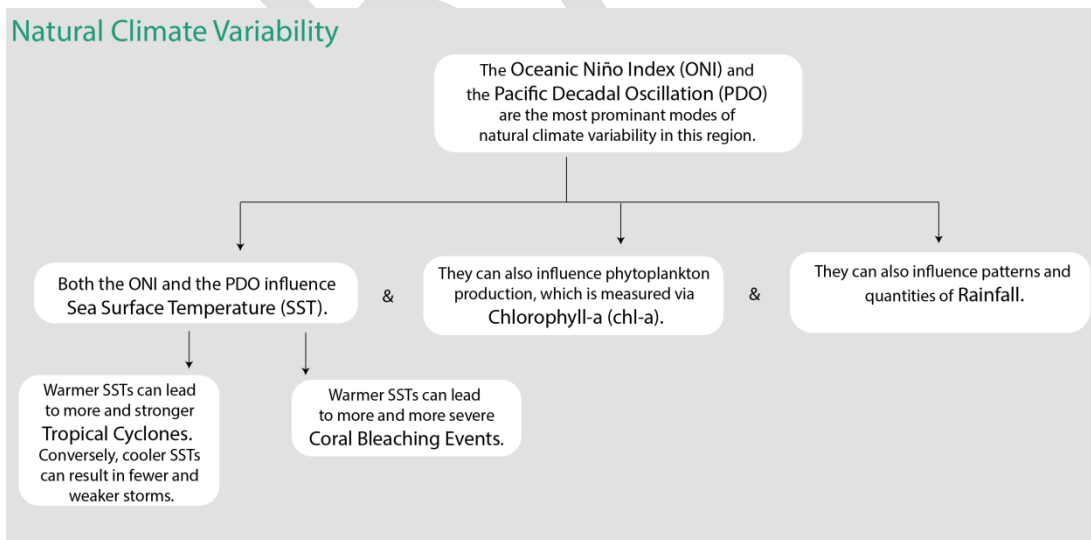 Natural Climate Variability
The Oceanic Niño Index (ONI) and
the Pacific Decadal Oscillation (PDO)
are the most prominant modes of
natural climate variability in this region.
Both the ONI and the PDO influence
Sea Surface Temperature (SST).
&
They can also influence phytoplankton
production, which is measured via
Chlorophyll-a (chl-a).
&
They can also influence patterns and
quantities of Rainfall.
Warmer SSTs can lead
to more and stronger
Tropical Cyclones.
Conversely, cooler SSTs
can result in fewer and
weaker storms.
Warmer SSTs can lead
to more and more severe
Coral Bleaching Events.